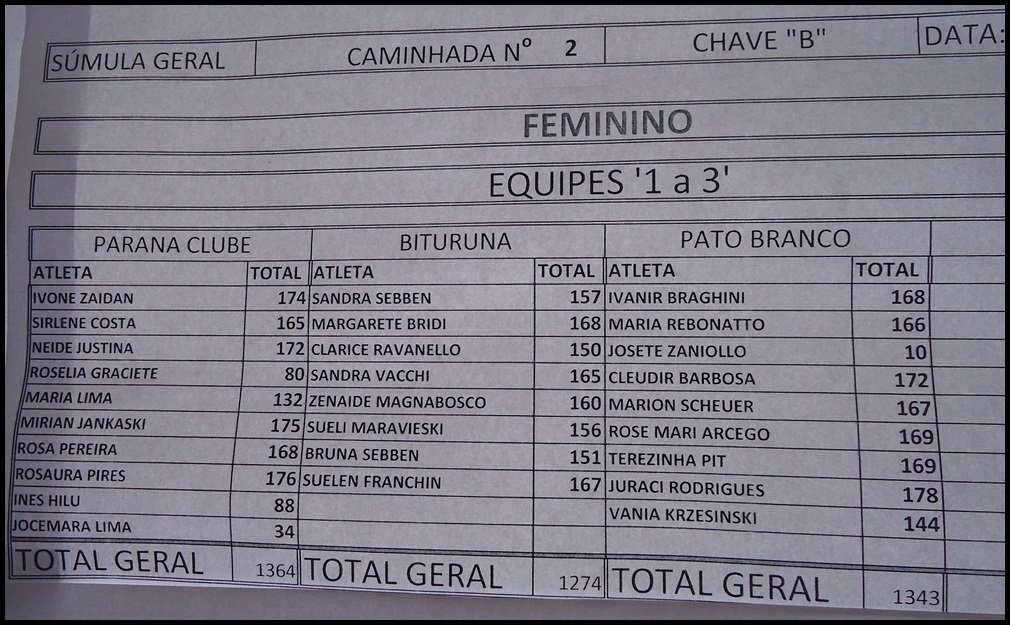 SÚMULA GERAL CAMINHADA Nº 2 CHAVE "B" DATA:
FEMININO
EQUIPES '1 a 3'
PARANA CLUBE BITURUNA PATO BRANCO
ATLETA TOTAL ATLETA TOTAL ATLETA TOTAL
IVONE ZAIDAN 174 SANDRA SEBBEN 157 IVANIR BRAGHINI 168
SIRLENE COSTA 165 MARGARETE BRIDI 168 MARIA REBONATTO 166
NEIDE JUSTINA 172 CLARICE RAVANELLO 150 JOSETE ZANIOLLO 10
ROSELIA GRACIETE 80 SANDRA VACCHI 165 CLEUDIR BARBOSA 172
MARIA LIMA 132 ZENAIDE MAGNABOSCO 160 MARION SCHEUER 167
MIRIAN JANKASKI 175 SUELI MARAVIESKI 156 ROSE MARI ARCEGO 169
ROSA PEREIRA 168 BRUNA SEBBEN 151 TEREZINHA PIT 169
ROSAURA PIRES 176 SUELEN FRANCHIN 167 JURACI RODRIGUES 178
INES HILU 88 VANIA KRZESINSKI 144
JOCEMARA LIMA 34
TOTAL GERAL 1364 TOTAL GERAL 1274 TOTAL GERAL 1343